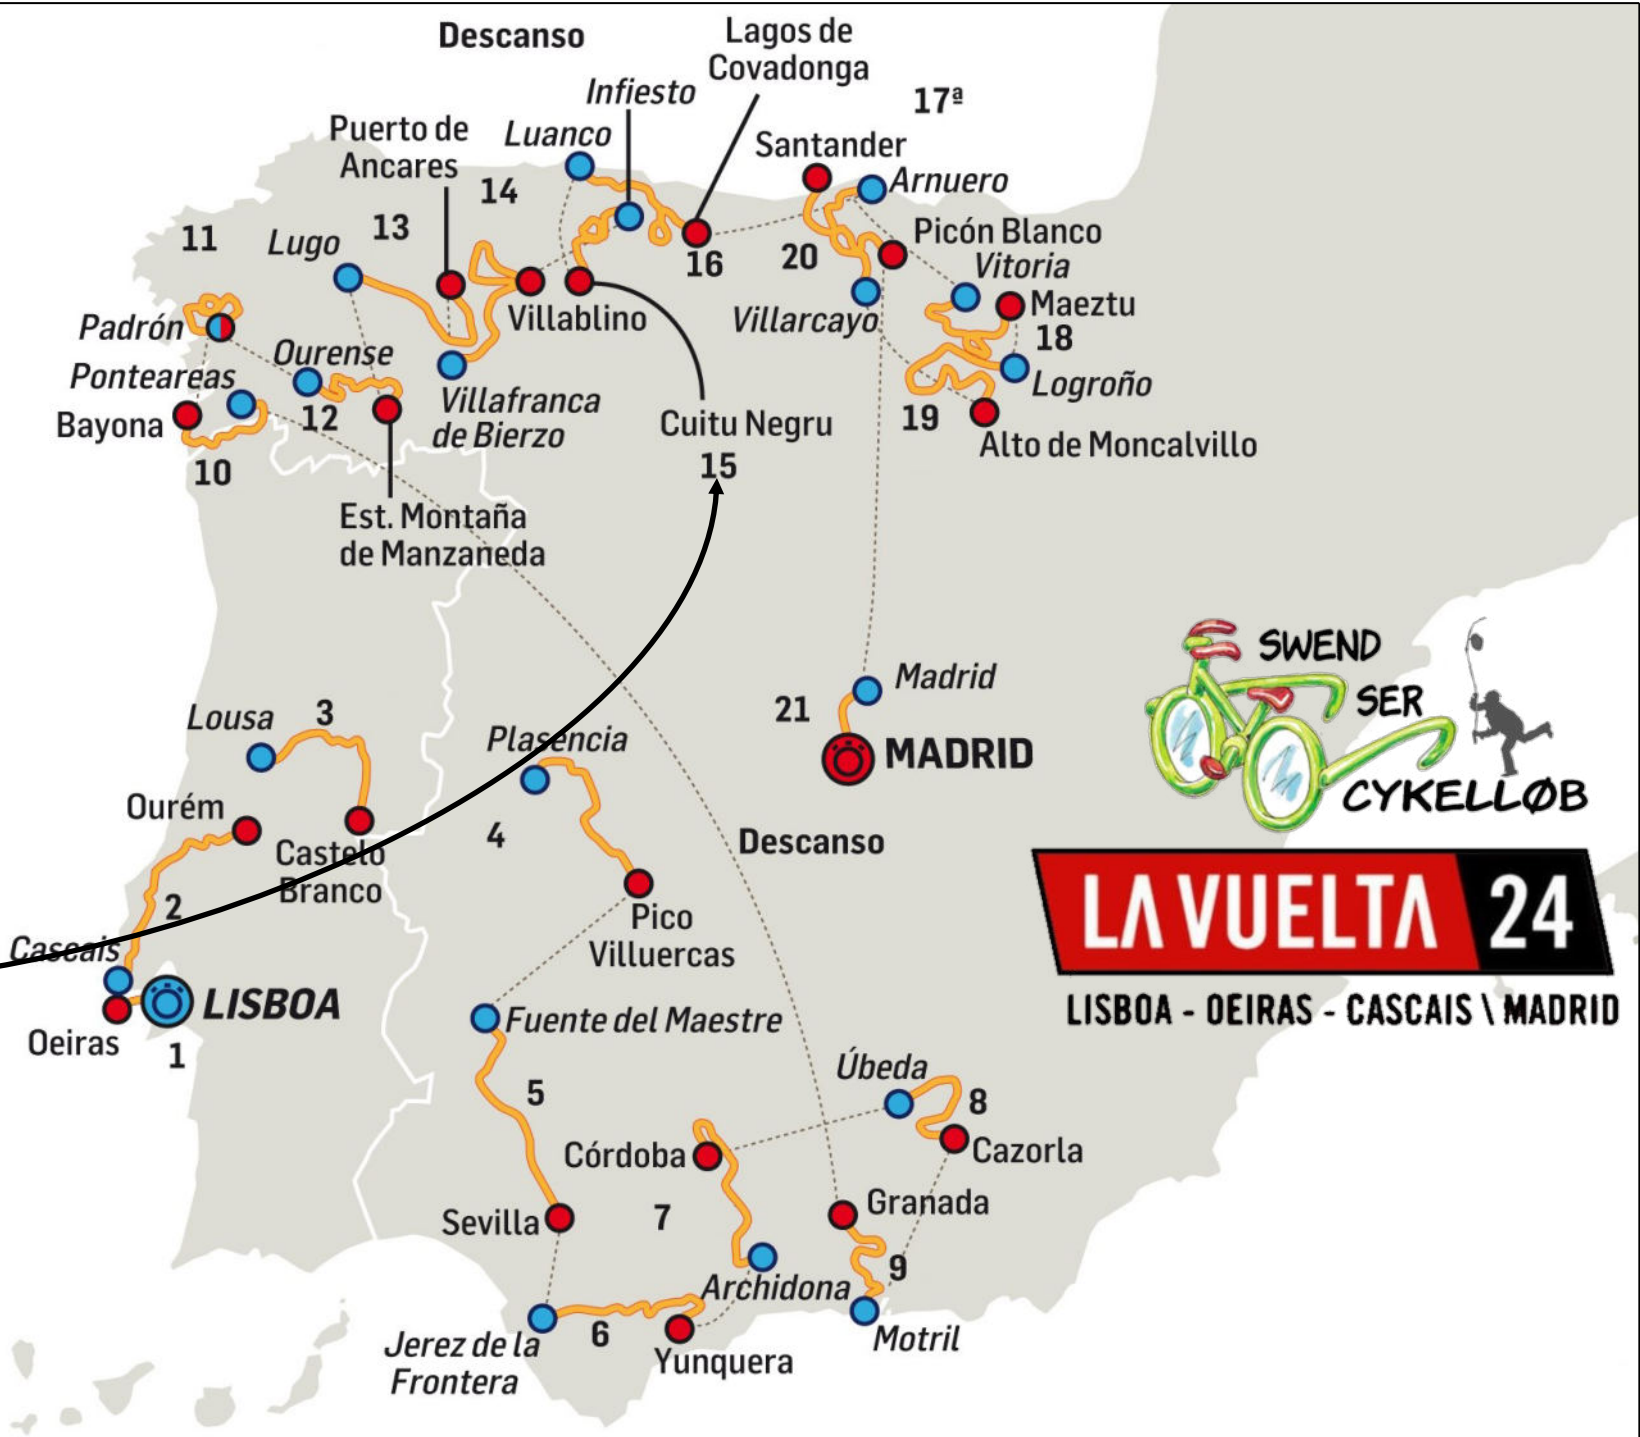 Descanso
Lagos de
Covadonga
Infiesto
17ª
Puerto de
Ancares
Luanco
Santander
14
Arnuero
11
Lugo
13
Picón Blanco
16
20
Vitoria
Padrón
Villablino
Villarcayo
Maeztu
18
Ourense
Ponteareas
Bayona
12
Villafranca
de Bierzo
Logroño
19
Cuitu Negru
15
Alto de Moncalvillo
10
Est. Montaña
de Manzaneda
SWEND
SER
CYKELLØB
Madrid
21
MADRID
Lousa
3
Plasencia
Ourém
4
Descanso
Castelo
Branco
2
Pico
Villuercas
LA VUELTA 24
LISBOA - OEIRAS - CASCAIS \ MADRID
Cascais
LISBOA
Oeiras
1
Fuente del Maestre
5
Úbeda
8
Córdoba
Cazorla
Sevilla
7
Granada
9
Archidona
Jerez de la
Frontera
6
Yunquera
Motril